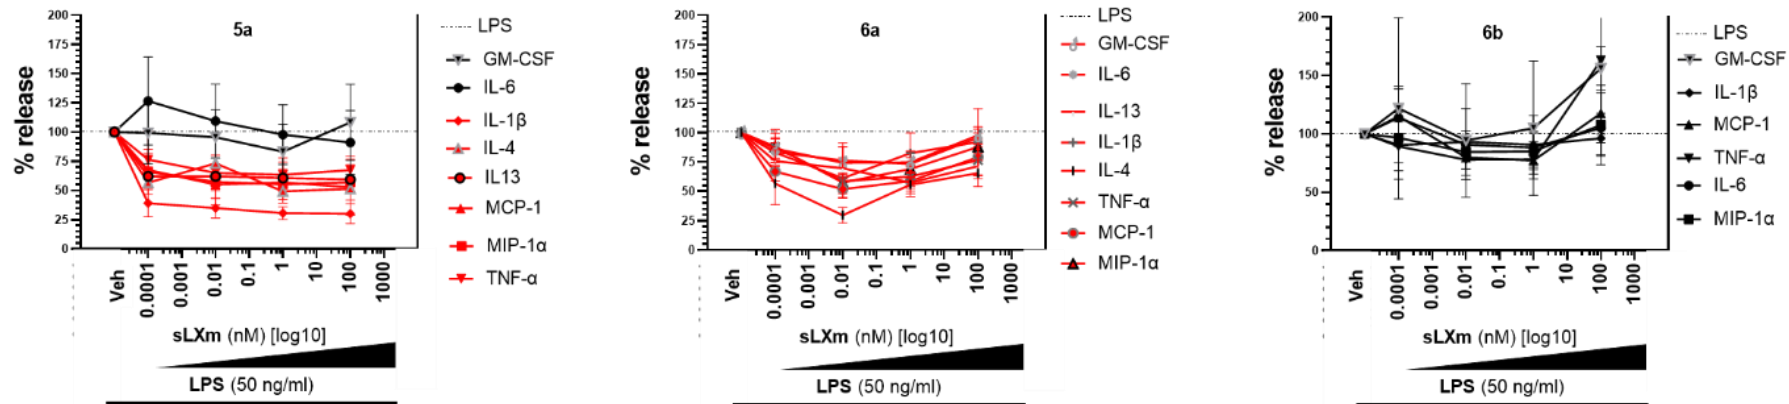 5a
% release
200
175
150
125
100
75
50
25
0
Veh
0.0001
0.001
0.01
0.1
1
10
100
1000
sLXm (nM) [log10]
LPS (50 ng/ml)
LPS
GM-CSF
IL-6
IL-1β
IL-4
IL13
MCP-1
MIP-1α
TNF-α
6a
% release
200
175
150
125
100
75
50
25
0
Veh
0.0001
0.001
0.01
0.1
1
10
100
1000
sLXm (nM) [log10]
LPS (50 ng/ml)
LPS
GM-CSF
IL-6
IL-13
IL-1β
IL-4
TNF-α
MCP-1
MIP-1α
6b
% release
200
150
100
50
0
Veh
0.0001
0.001
0.01
0.1
1
10
100
1000
sLXm (nM) [log10]
LPS (50 ng/ml)
LPS
GM-CSF
IL-1β
MCP-1
TNF-α
IL-6
MIP-1α